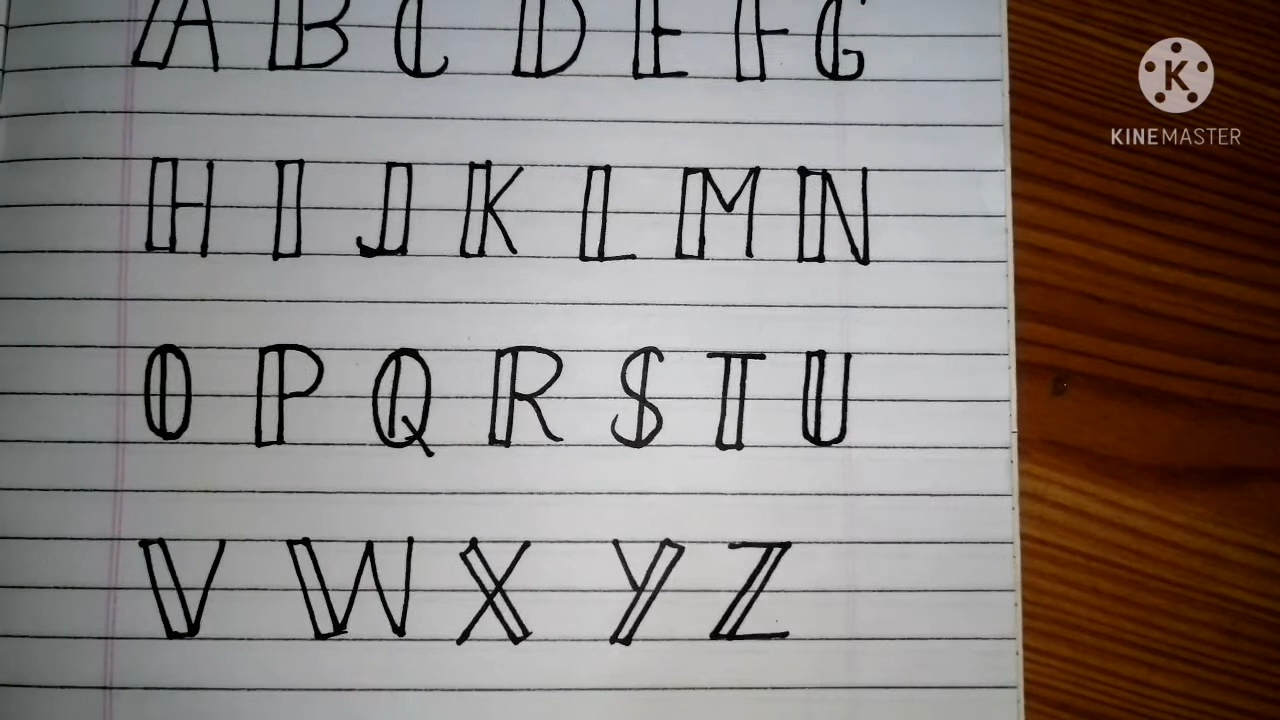 A B C D E F G
H I J K L M N
O P Q R S T U
V W X Y Z
K
KINEMASTER